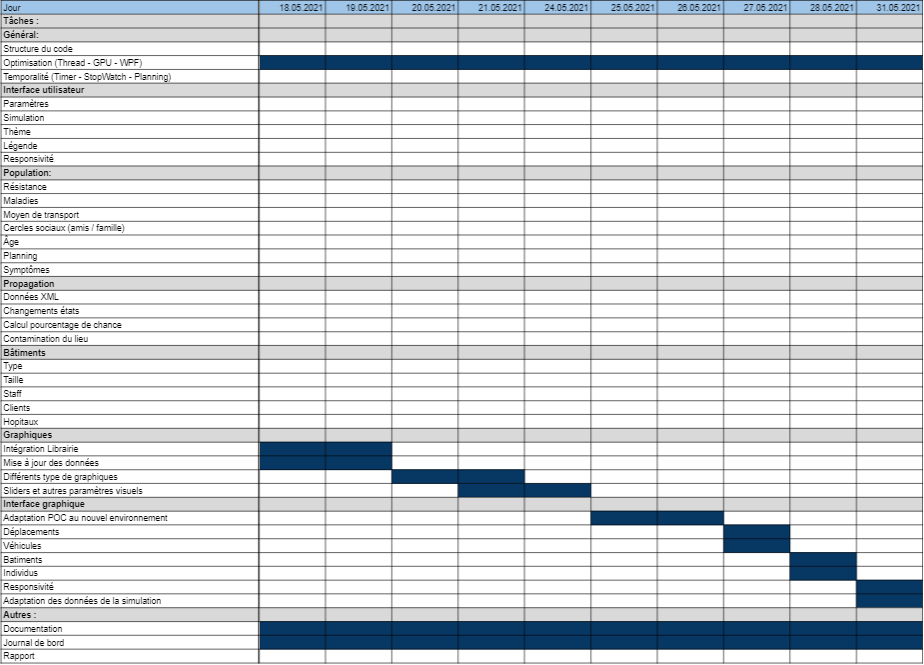 Jour 18.05.2021 19.05.2021 20.05.2021 21.05.2021 24.05.2021 25.05.2021 26.05.2021 27.05.2021 28.05.2021 31.05.2021
Tâches :
Général:
Structure du code
Optimisation (Thread - GPU - WPF)
Temporalité (Timer - StopWatch - Planning)
Interface utilisateur
Paramètres
Simulation
Thème
Légende
Responsivité
Population:
Résistance
Maladies
Moyen de transport
Cercles sociaux (amis / famille)
Âge
Planning
Symptômes
Propagation
Données XML
Changements états
Calcul pourcentage de chance
Contamination du lieu
Bâtiments
Type
Taille
Staff
Clients
Hopitaux
Graphiques
Intégration Librairie
Mise à jour des données
Différents type de graphiques
Sliders et autres paramètres visuels
Interface graphique
Adaptation POC au nouvel environnement
Déplacements
Véhicules
Batiments
Individus
Responsivité
Adaptation des données de la simulation
Autres :
Documentation
Journal de bord
Rapport